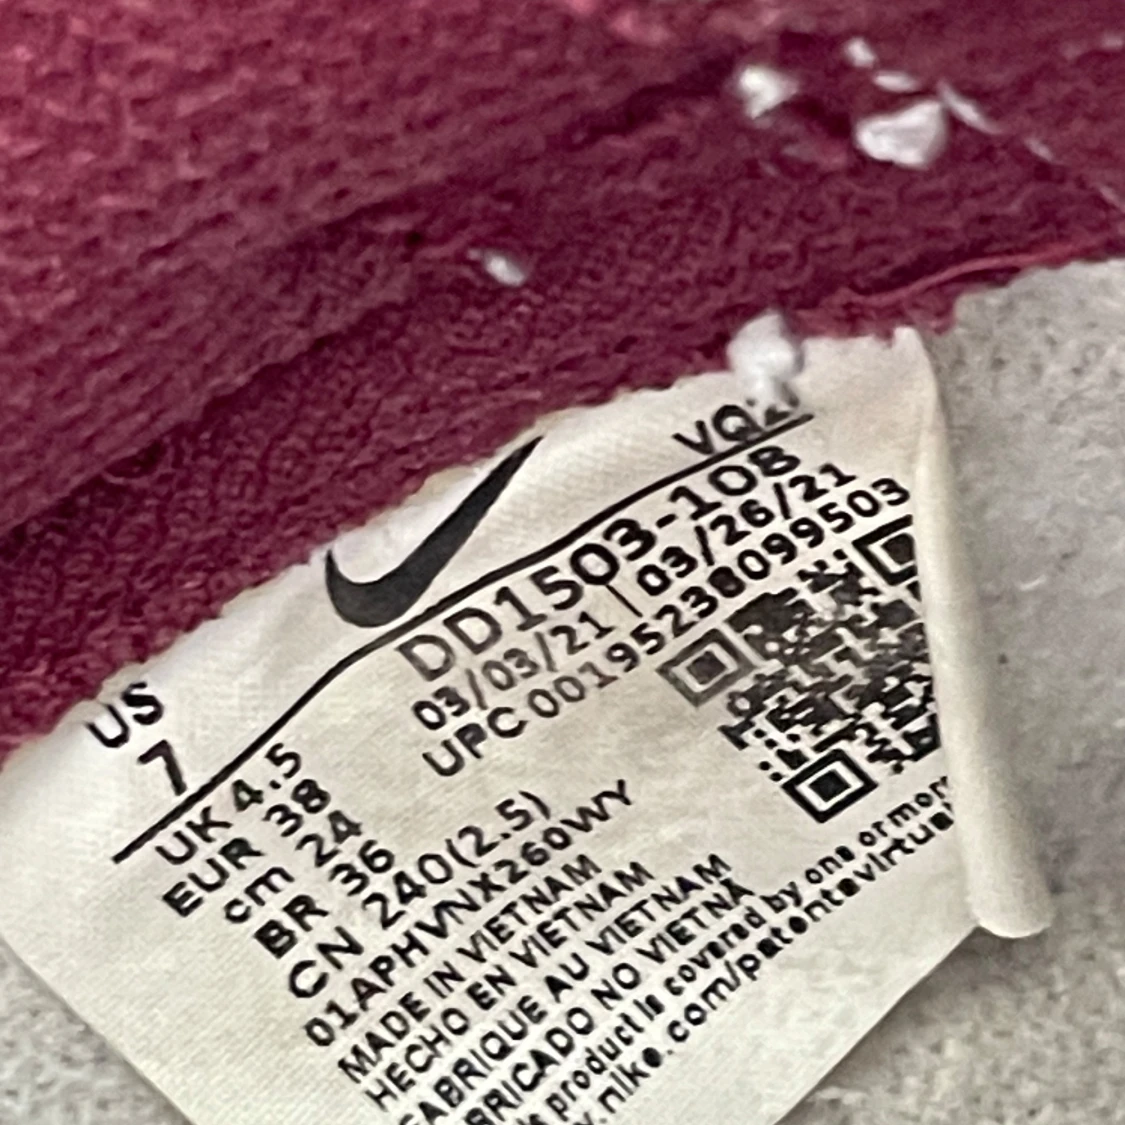 US
7
VQ
DD1503-108
03/03/21 | 03/26/21
UPC 00195238099503
UK 4.5
EUR 38
cm 24
BR 36
CN 240(2.5)
01APHVNX260WY
MADE IN VIETNAM
HECHO EN VIETNAM
FABRIQUE AU VIETNAM
BRICADO NO VIETNÃ
product is covered by one or mor
.nike.com/patentsvirtual